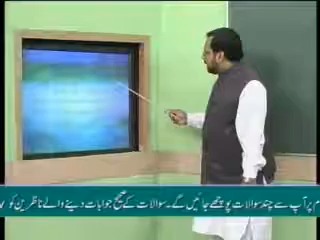 م پر آپ سے چند سوالات پوچھے جائیں گے۔ سوالات کے صحیح جوابات دینے والے ناظرین کو